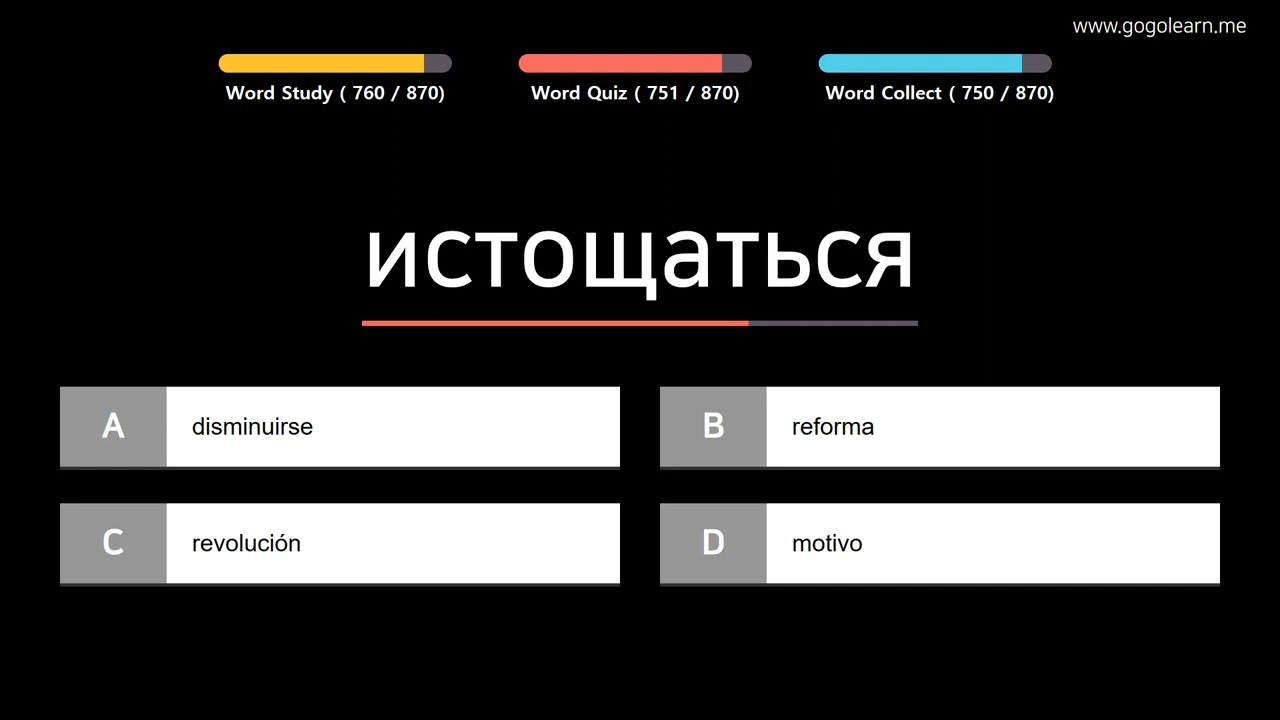 www.gogolearn.me
Word Study ( 760 / 870)
Word Quiz ( 751 / 870)
Word Collect ( 750 / 870)
истощаться
A disminuirse
B reforma
C revolución
D motivo